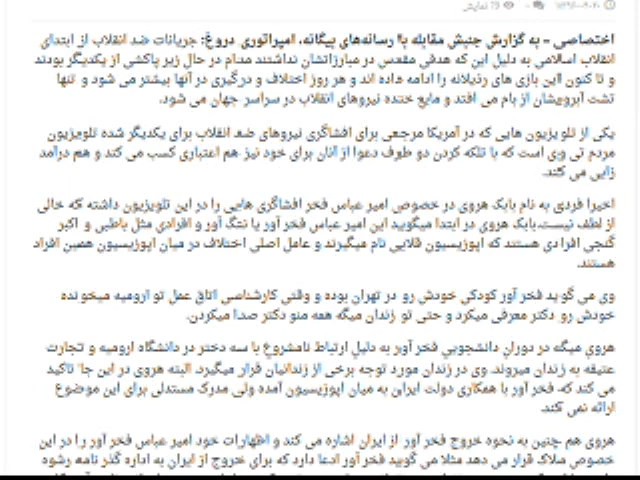 79 نمایش
اختصاصی – به گزارش جنبش مقابله با رسانه‌های بیگانه، امپراتوری دروغ: جریانات ضد انقلاب از ابتدای
انقلاب اسلامی به دلیل این که هدفی مقدس در مبارزاتشان نداشتند مدام در حال زیر پاکشی از یکدیگر بودند
و تا کنون این بازی های رذیلانه را ادامه داده اند و هر روز اختلاف و درگیری در آنها بیشتر می شود و تنها
تشت آبرویشان از بام می افتد و مایع خنده نیروهای انقلاب در سراسر جهان می شود.
یکی از تلویزیون هایی که در آمریکا مرجعی برای افشاگری نیروهای ضد انقلاب برای یکدیگر شده تلویزیون
مردم تی وی است که با تلکه کردن دو طرف دعوا از آنان برای خود نیز هم اعتباری کسب می کند و هم درآمد
زایی می کند.
اخیرا فردی به نام بابک هروی در خصوص امیر عباس فخر افشاگری هایی را در این تلویزیون داشته که خالی
از لطف نیست.بابک هروی در ابتدا میگوید این امیر عباس فخر آور یا ننگ آور و افرادی مثل باطبی و اکبر
گنجی افرادی هستند که اپوزیسیون قلابی نام میگیرند و عامل اصلی اختلاف در میان اپوزیسیون همین افراد
هستند.
وی می گوید فخر آور کودکی خودش رو در تهران بوده و وقتی کارشناسی اتاق عمل تو ارومیه میخونده
خودش رو دکتر معرفی میکرد و حتی تو زندان میگه همه منو دکتر صدا میکردن.
هروی میگه در دوران دانشجویی فخر آور به دلیل ارتباط نامشروع با سه دختر در دانشگاه ارومیه و تجارت
عتیقه به زندان میروند. وی در زندان مورد توجه برخی از زندانیان قرار میگیرد. البته هروی در این جا تاکید
می کند که فخر آور با همکاری دولت ایران به میان اپوزیسیون آمده ولی مدرک مستدلی برای این موضوع
ارائه نمی کند.
هروی هم چنین به نحوه خروج فخر آور از ایران اشاره می کند و اظهارات خود امیر عباس فخر آور را در این
خصوص ملاک قرار می دهد مثلا می گوید فخر آور ادعا دارد که برای خروج از ایران به اداره گذر نامه رشوه